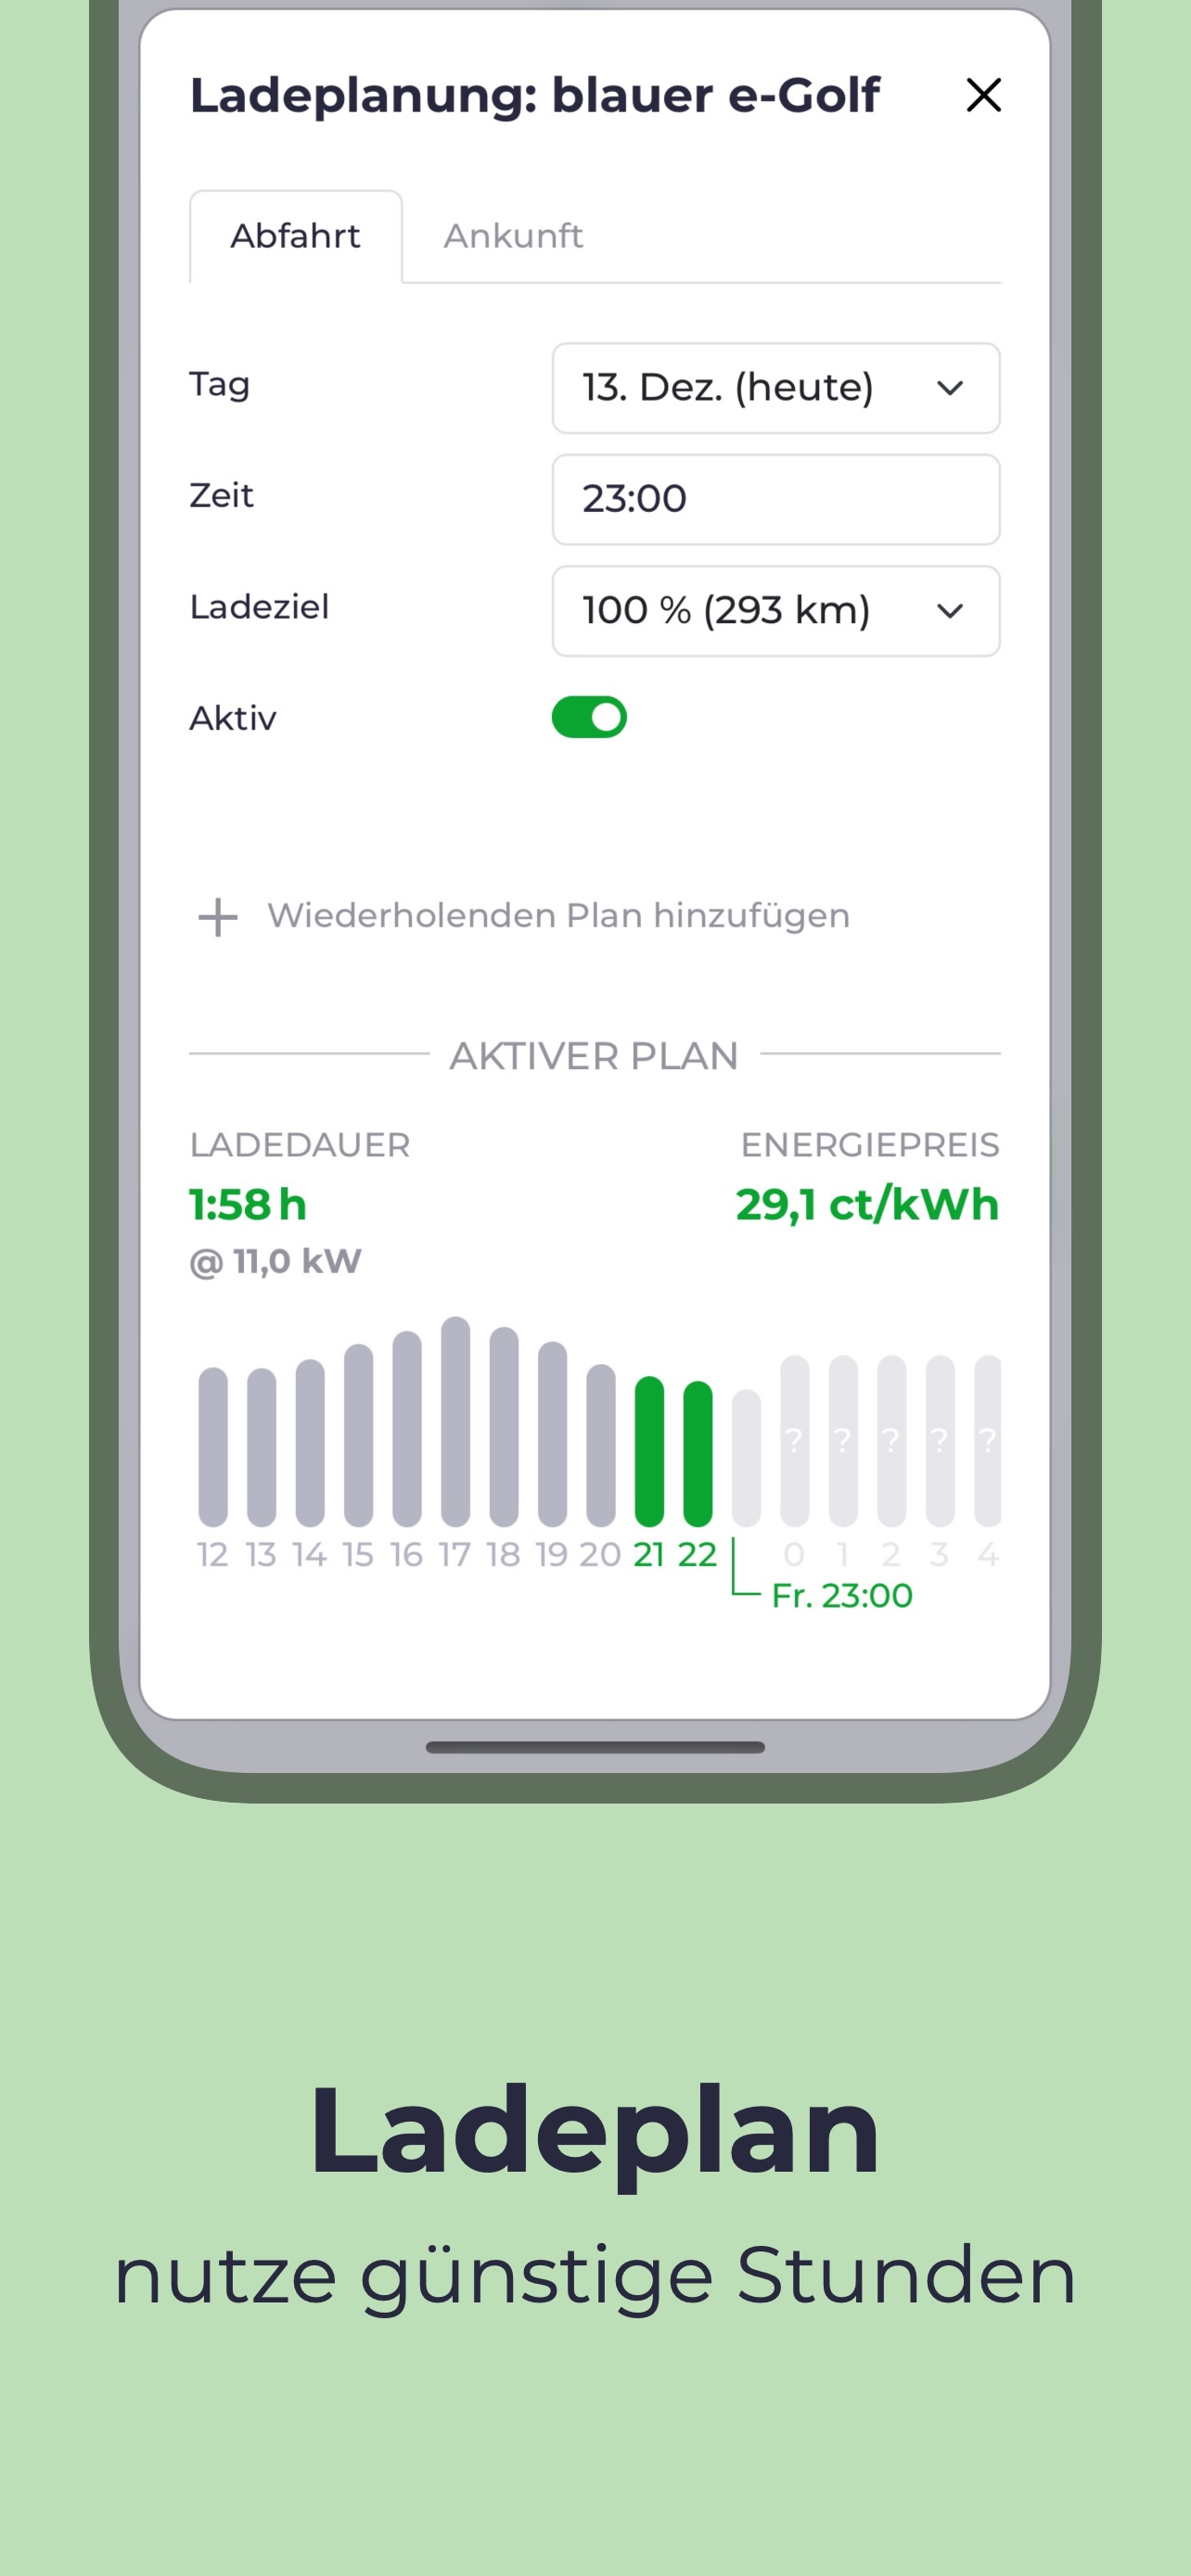 Ladeplanung: blauer e-Golf
Abfahrt Ankunft
Tag 13. Dez. (heute)
Zeit 23:00
Ladeziel 100 % (293 km)
Aktiv
Wiederholenden Plan hinzufügen
AKTIVER PLAN
LADEDAUER ENERGIEPREIS
1:58 h 29,1 ct/kWh
@ 11,0 kW
? ? ? ? ?
12 13 14 15 16 17 18 19 20 21 22 0 1 2 3 4
Fr. 23:00
Ladeplan
nutze günstige Stunden